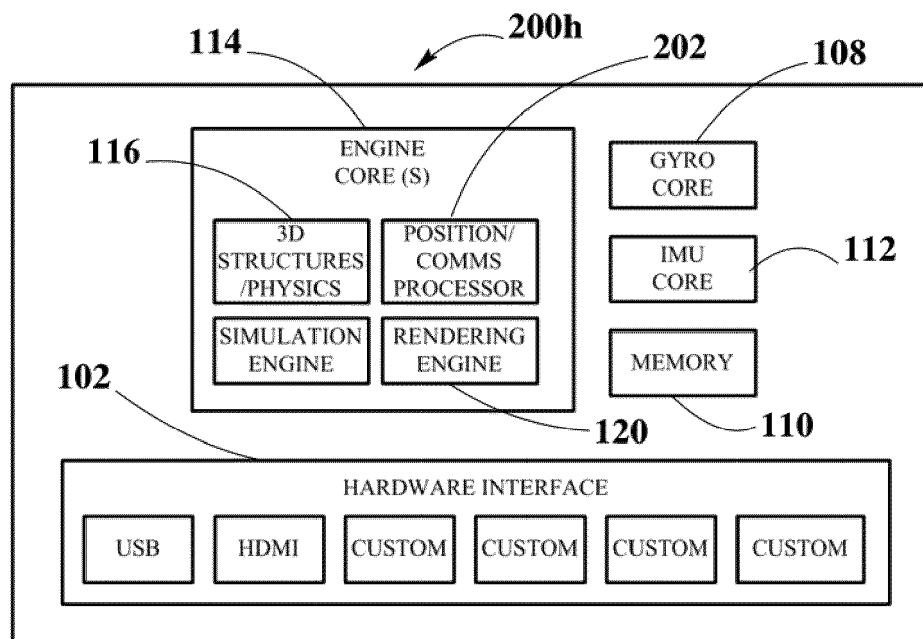 200h
114
202
108
116
ENGINE
CORE (S)
GYRO
CORE
3D
STRUCTURES
/PHYSICS
POSITION/
COMMS
PROCESSOR
IMU
CORE
112
SIMULATION
ENGINE
RENDERING
ENGINE
MEMORY
102
120
110
HARDWARE INTERFACE
USB
HDMI
CUSTOM
CUSTOM
CUSTOM
CUSTOM